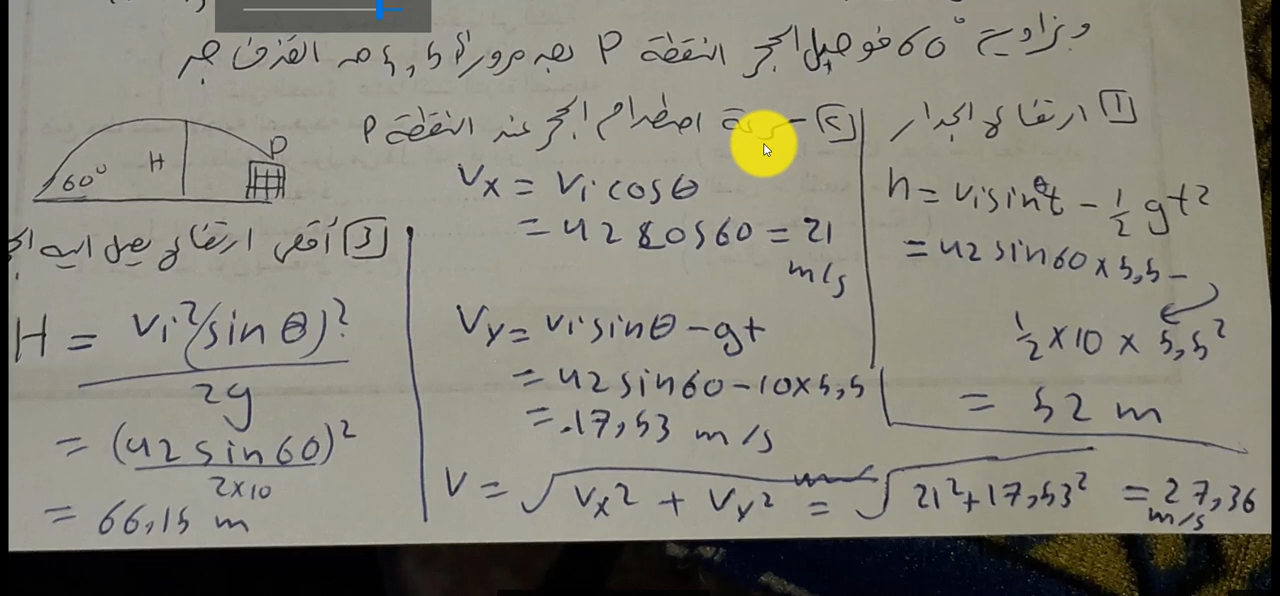 وبزاوية 60° فوصل الحجر النقطة P بعد مرور 5,5 ث من القذف جد
1 ارتفاع الجدار
h = vi sinθ t - 1/2 gt²
= 42 sin60 × 5,5 -
1/2 × 10 × 5,5²
= 52 m
2 - سرعة اصطدام الحجر عند النقطة P
Vx = Vi cosθ
= 42 cos60 = 21
m/s
Vy = Vi sinθ - gt
= 42 sin60 - 10×5,5
= -17,53 m/s
V = √Vx² + Vy² = √21² + 17,53² = 27,36
m/s
60° H P
3 أقصى ارتفاع يصل اليه
H = Vi² (sin θ)²
2g
= (42 sin60)²
2×10
= 66,15 m